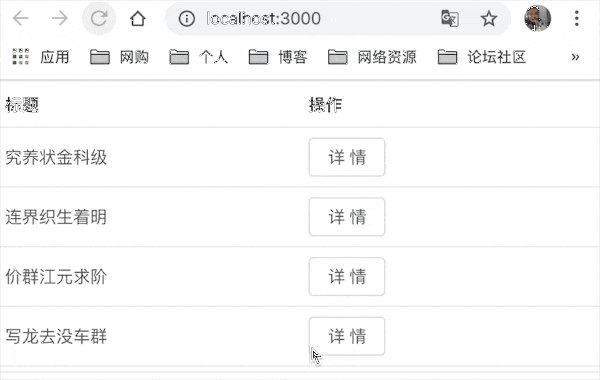 localhost:3000
应用 网购 个人 博客 网络资源 论坛社区 »
标题 操作
究养状金科级 详 情
连界织生着明 详 情
价群江元求阶 详 情
写龙去没车群 详 情